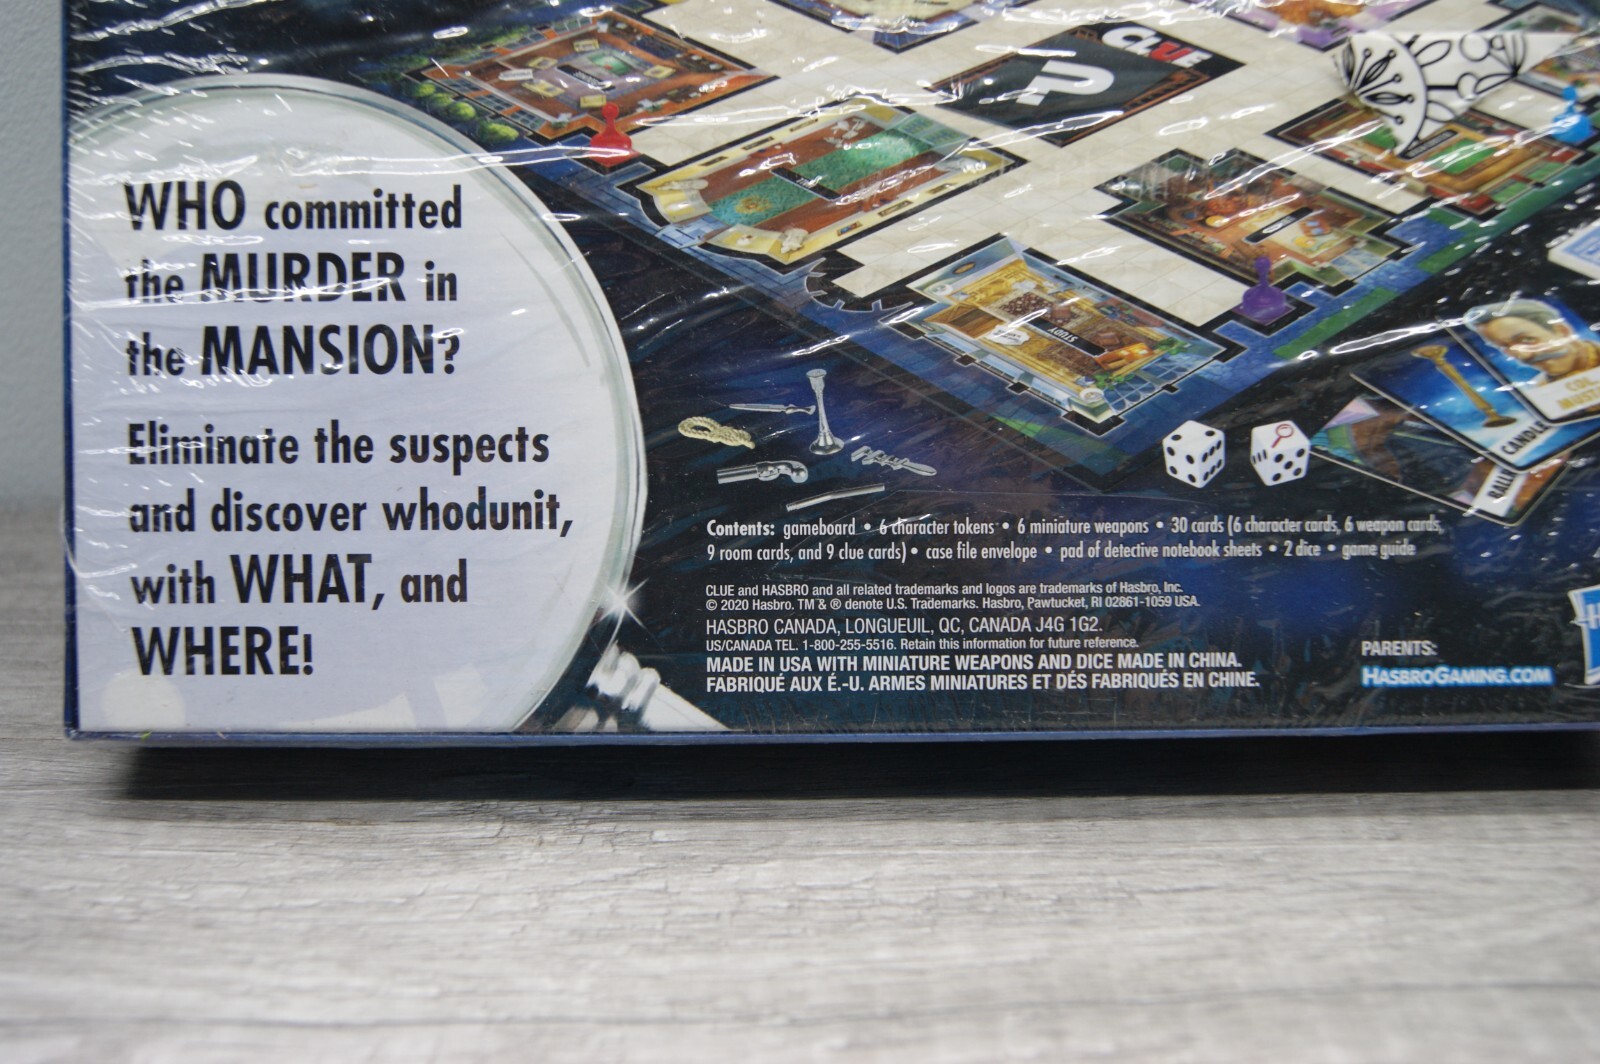 CLUE
WHO committed
the MURDER in
the MANSION?
Eliminate the suspects
and discover whodunit,
with WHAT, and
WHERE!
STUDY
COL.
CANDLE
Contents: gameboard • 6 character tokens • 6 miniature weapons • 30 cards (6 character cards, 6 weapon cards,
9 room cards, and 9 clue cards) • case file envelope • pad of detective notebook sheets • 2 dice • game guide
CLUE and HASBRO and all related trademarks and logos are trademarks of Hasbro, Inc.
© 2020 Hasbro. TM & ® denote U.S. Trademarks. Hasbro, Pawtucket, RI 02861-1059 USA.
HASBRO CANADA, LONGUEUIL, QC, CANADA J4G 1G2.
US/CANADA TEL. 1-800-255-5516. Retain this information for future reference.
MADE IN USA WITH MINIATURE WEAPONS AND DICE MADE IN CHINA.
FABRIQUÉ AUX É.-U. ARMES MINIATURES ET DÉS FABRIQUÉS EN CHINE.
PARENTS:
HASBROGAMING.COM